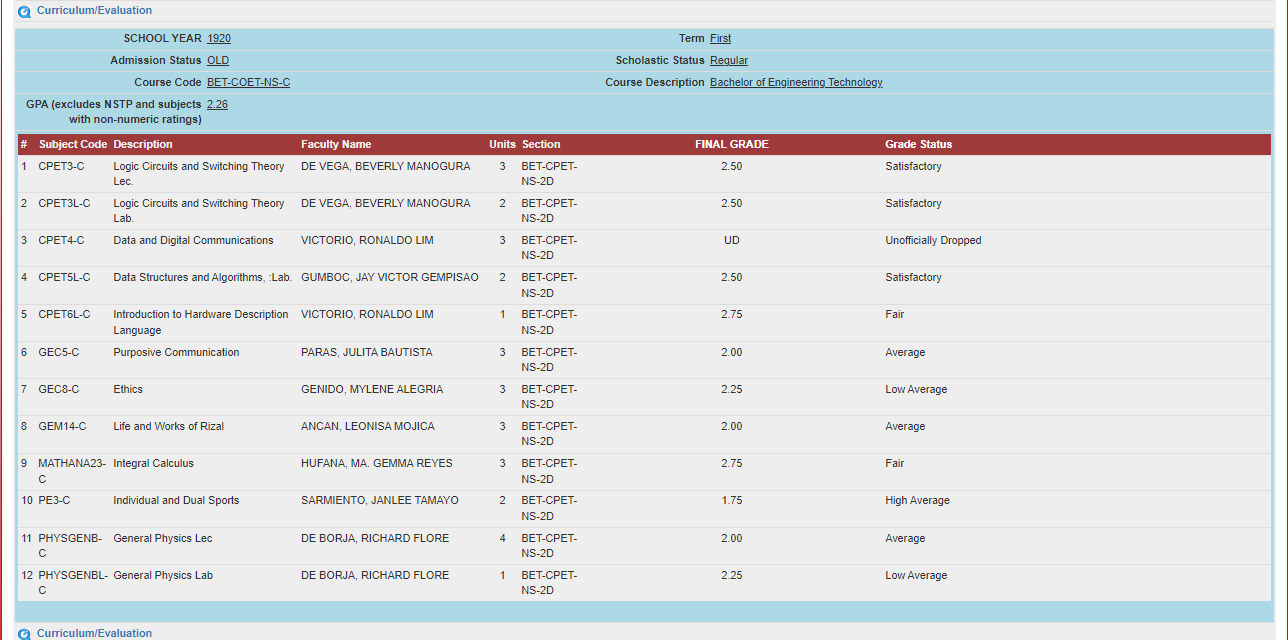 Curriculum/Evaluation
SCHOOL YEAR 1920 Term First
Admission Status OLD Scholastic Status Regular
Course Code BET-COET-NS-C Course Description Bachelor of Engineering Technology
GPA (excludes NSTP and subjects 2.26
with non-numeric ratings)
# Subject Code Description Faculty Name Units Section FINAL GRADE Grade Status
1 CPET3-C Logic Circuits and Switching Theory DE VEGA, BEVERLY MANOGURA 3 BET-CPET- 2.50 Satisfactory
Lec. NS-2D
2 CPET3L-C Logic Circuits and Switching Theory DE VEGA, BEVERLY MANOGURA 2 BET-CPET- 2.50 Satisfactory
Lab. NS-2D
3 CPET4-C Data and Digital Communications VICTORIO, RONALDO LIM 3 BET-CPET- UD Unofficially Dropped
NS-2D
4 CPET5L-C Data Structures and Algorithms, :Lab. GUMBOC, JAY VICTOR GEMPISAO 2 BET-CPET- 2.50 Satisfactory
NS-2D
5 CPET6L-C Introduction to Hardware Description VICTORIO, RONALDO LIM 1 BET-CPET- 2.75 Fair
Language NS-2D
6 GEC5-C Purposive Communication PARAS, JULITA BAUTISTA 3 BET-CPET- 2.00 Average
NS-2D
7 GEC8-C Ethics GENIDO, MYLENE ALEGRIA 3 BET-CPET- 2.25 Low Average
NS-2D
8 GEM14-C Life and Works of Rizal ANCAN, LEONISA MOJICA 3 BET-CPET- 2.00 Average
NS-2D
9 MATHANA23- Integral Calculus HUFANA, MA. GEMMA REYES 3 BET-CPET- 2.75 Fair
C NS-2D
10 PE3-C Individual and Dual Sports SARMIENTO, JANLEE TAMAYO 2 BET-CPET- 1.75 High Average
NS-2D
11 PHYSGENB- General Physics Lec DE BORJA, RICHARD FLORE 4 BET-CPET- 2.00 Average
C NS-2D
12 PHYSGENBL- General Physics Lab DE BORJA, RICHARD FLORE 1 BET-CPET- 2.25 Low Average
C NS-2D
Curriculum/Evaluation